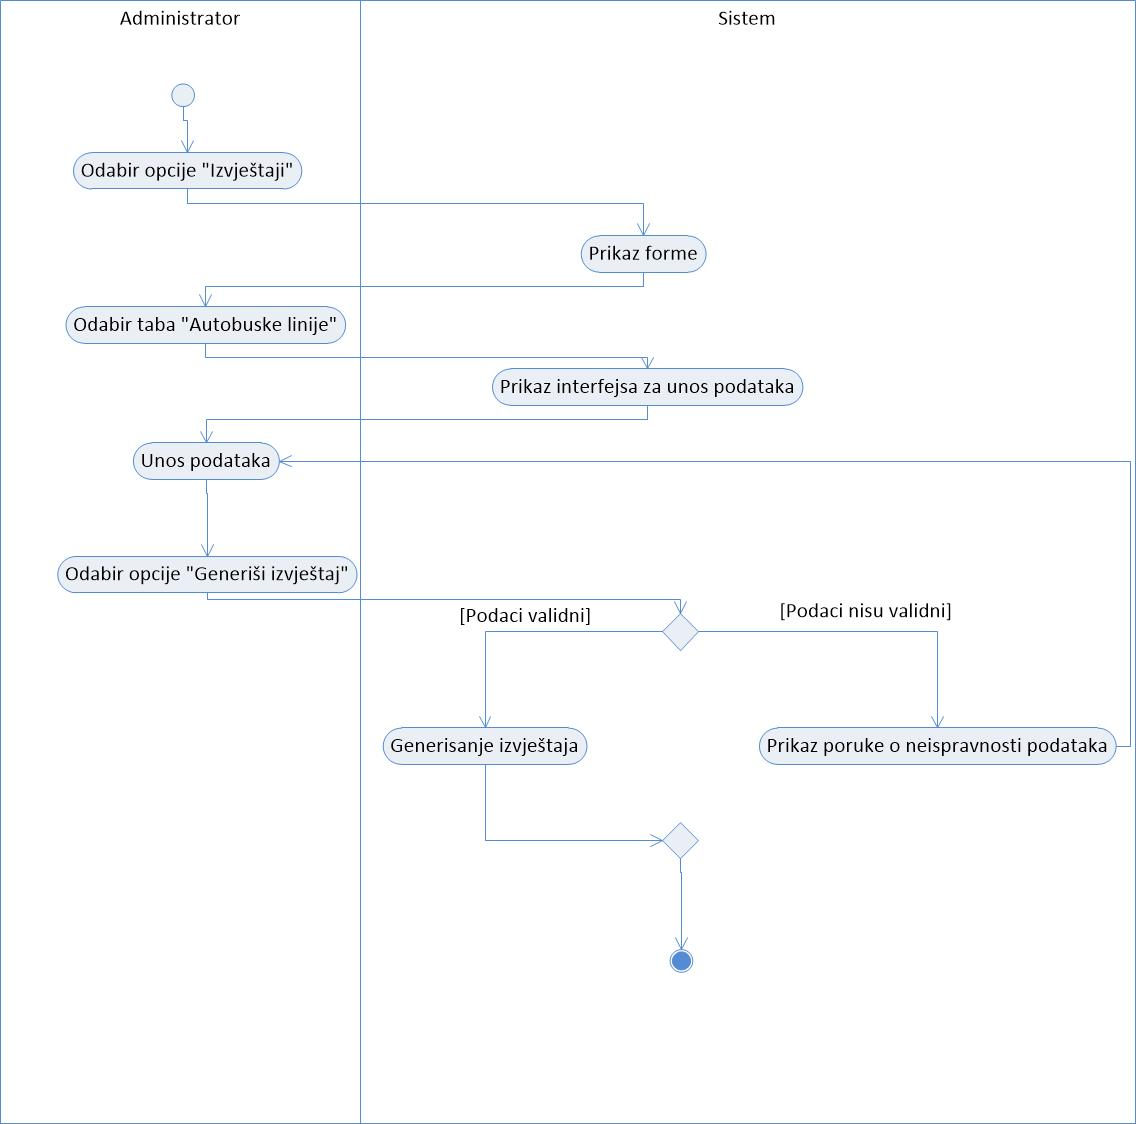 Administrator
Sistem
Odabir opcije "Izvještaji"
Prikaz forme
Odabir taba "Autobuske linije"
Prikaz interfejsa za unos podataka
Unos podataka
Odabir opcije "Generiši izvještaj"
[Podaci validni]
[Podaci nisu validni]
Generisanje izvještaja
Prikaz poruke o neispravnosti podataka